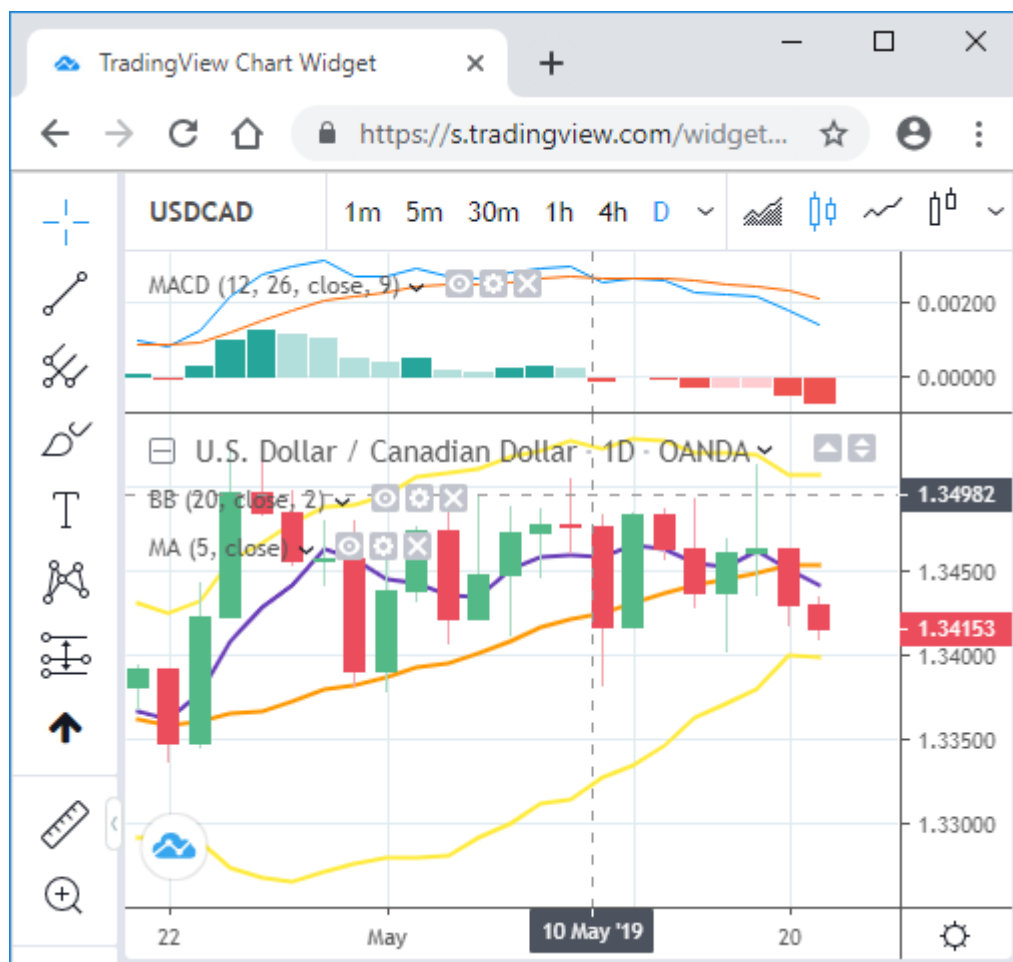 TradingView Chart Widget
https://s.tradingview.com/widget...
USDCAD 1m 5m 30m 1h 4h D
MACD (12, 26, close, 9)
0.00200
0.00000
U.S. Dollar / Canadian Dollar · 1D · OANDA
BB (20, close, 2)
1.34982
MA (5, close)
1.34500
1.34153
1.34000
1.33500
1.33000
22 May 10 May '19 20